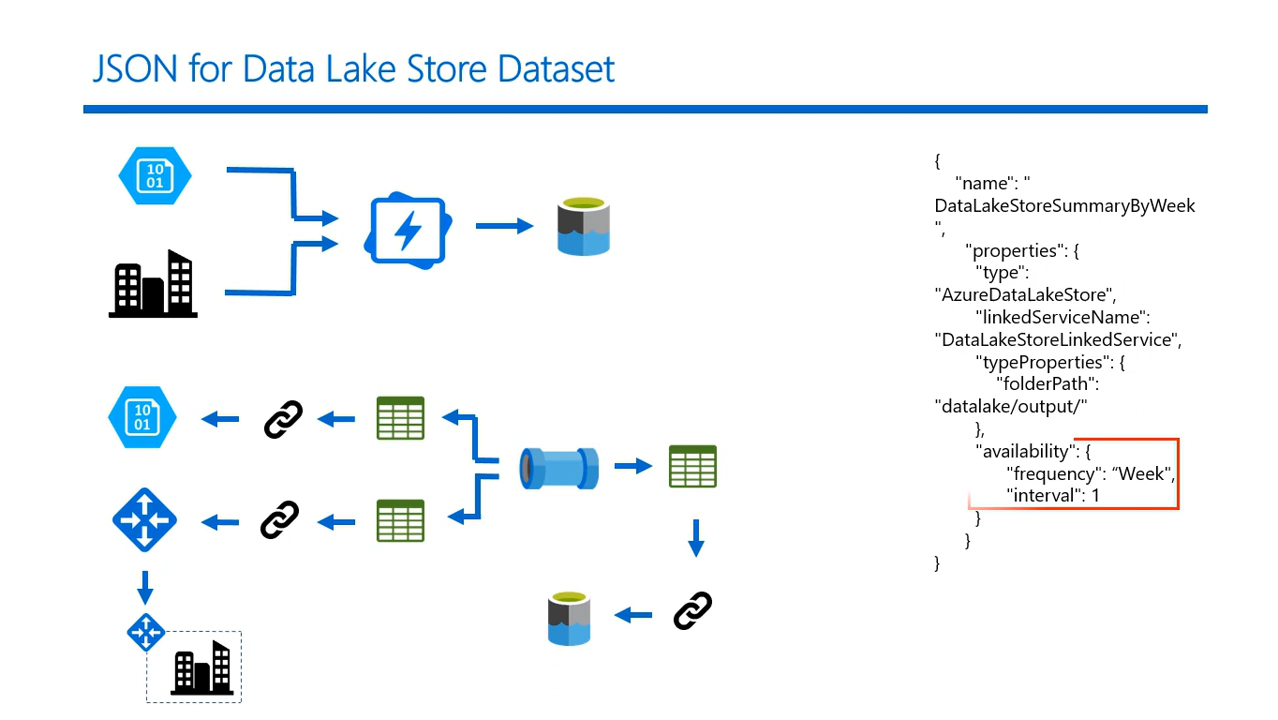 JSON for Data Lake Store Dataset
10
01
{
"name": "
DataLakeStoreSummaryByWeek
",
"properties": {
"type":
"AzureDataLakeStore",
"linkedServiceName":
"DataLakeStoreLinkedService",
"typeProperties": {
"folderPath":
"datalake/output/"
},
"availability": {
"frequency": “Week",
"interval": 1
}
}
}
10
01